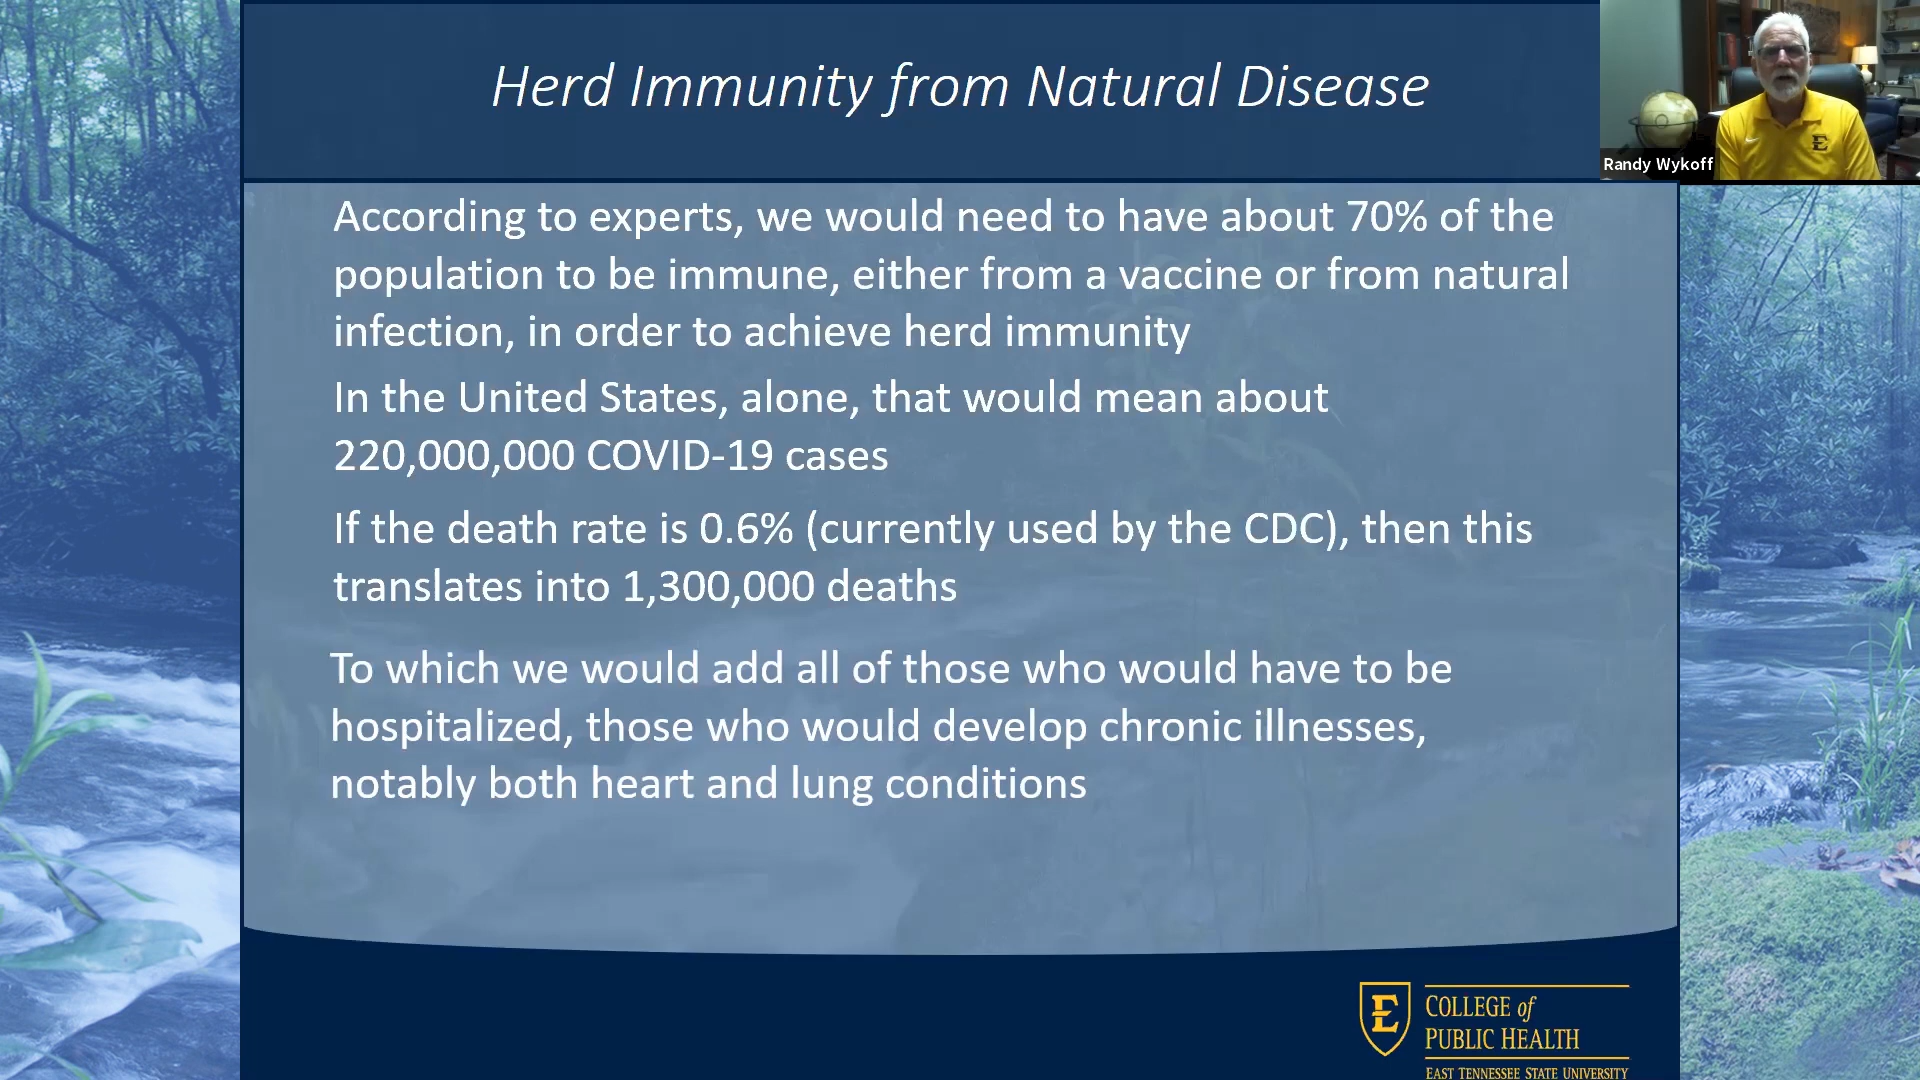 Herd Immunity from Natural Disease
Randy Wykoff
According to experts, we would need to have about 70% of the
population to be immune, either from a vaccine or from natural
infection, in order to achieve herd immunity
In the United States, alone, that would mean about
220,000,000 COVID-19 cases
If the death rate is 0.6% (currently used by the CDC), then this
translates into 1,300,000 deaths
To which we would add all of those who would have to be
hospitalized, those who would develop chronic illnesses,
notably both heart and lung conditions
E
E
COLLEGE of
PUBLIC HEALTH
EAST TENNESSEE STATE UNIVERSITY